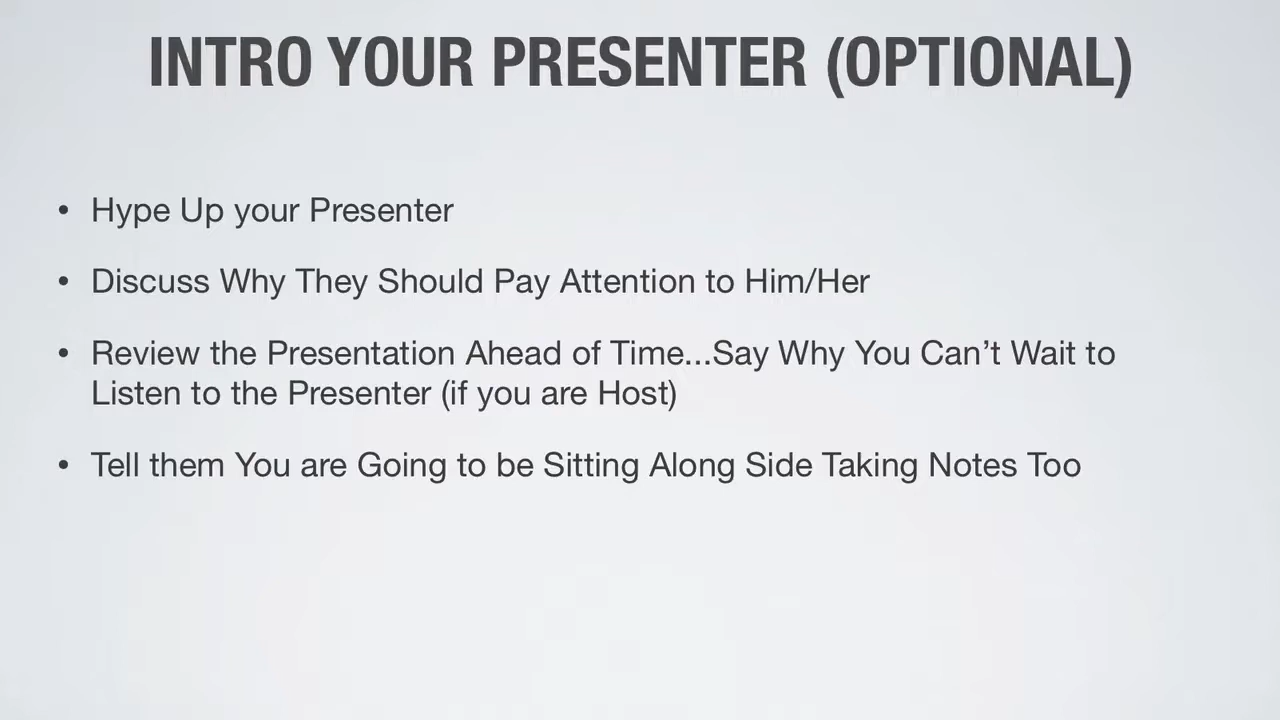 INTRO YOUR PRESENTER (OPTIONAL)
• Hype Up your Presenter
• Discuss Why They Should Pay Attention to Him/Her
• Review the Presentation Ahead of Time...Say Why You Can’t Wait to
Listen to the Presenter (if you are Host)
• Tell them You are Going to be Sitting Along Side Taking Notes Too